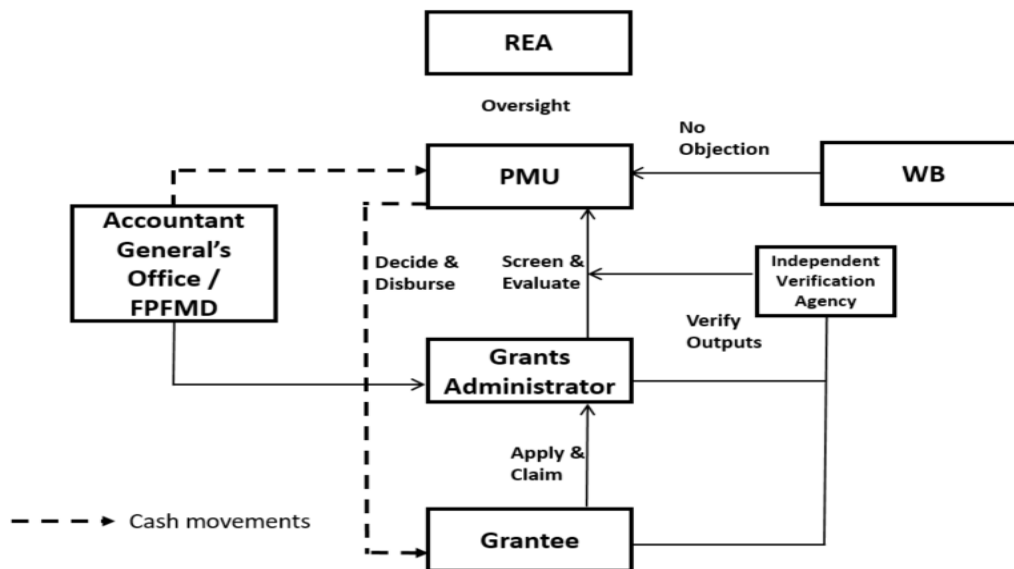 REA
Oversight
No
Objection
PMU
WB
Accountant
General's
Office /
FPFMD
Decide &
Disburse
Screen &
Evaluate
Independent
Verification
Agency
Verify
Outputs
Grants
Administrator
Apply &
Claim
Cash movements
Grantee